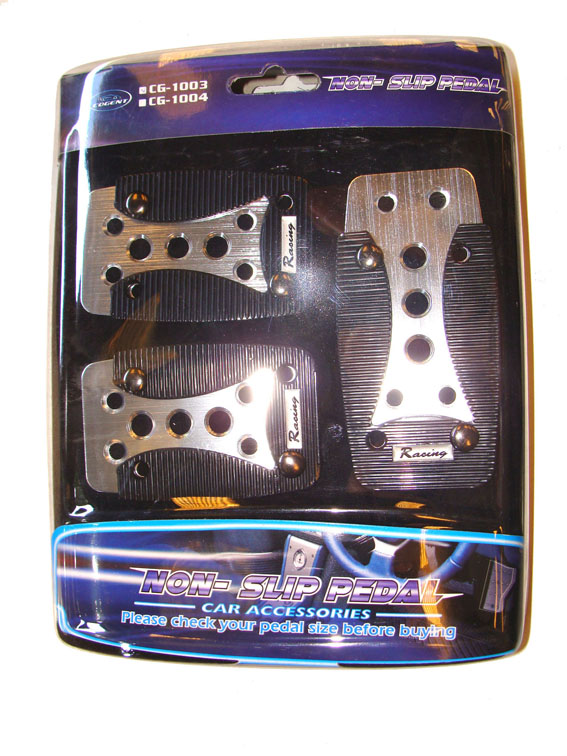 COGENT
CG-1003
CG-1004
NON- SLIP PEDAL
Racing
Racing
Racing
NON- SLIP PEDAL
CAR ACCESSORIES
Please check your pedal size before buying